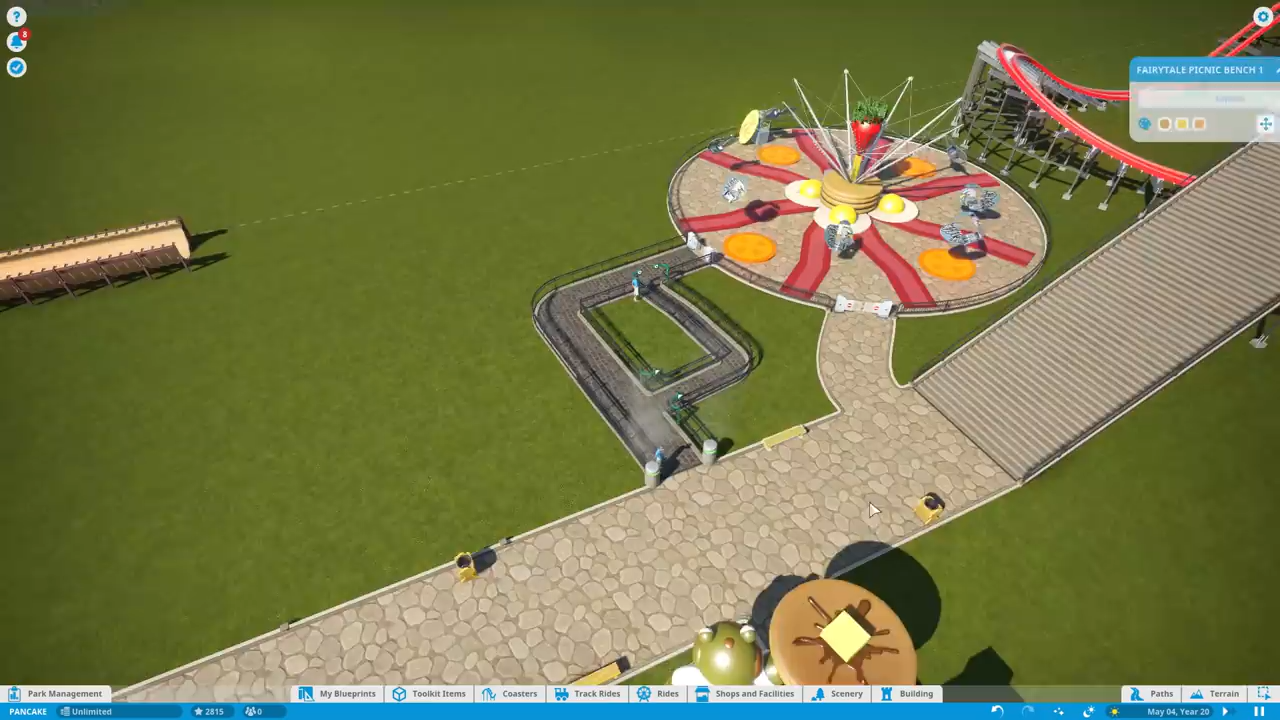 ?
8
FAIRYTALE PICNIC BENCH 1
Park Management
My Blueprints
Toolkit Items
Coasters
Track Rides
Rides
Shops and Facilities
Scenery
Building
Paths
Terrain
PANCAKE
Unlimited
2815
0
May 04, Year 20